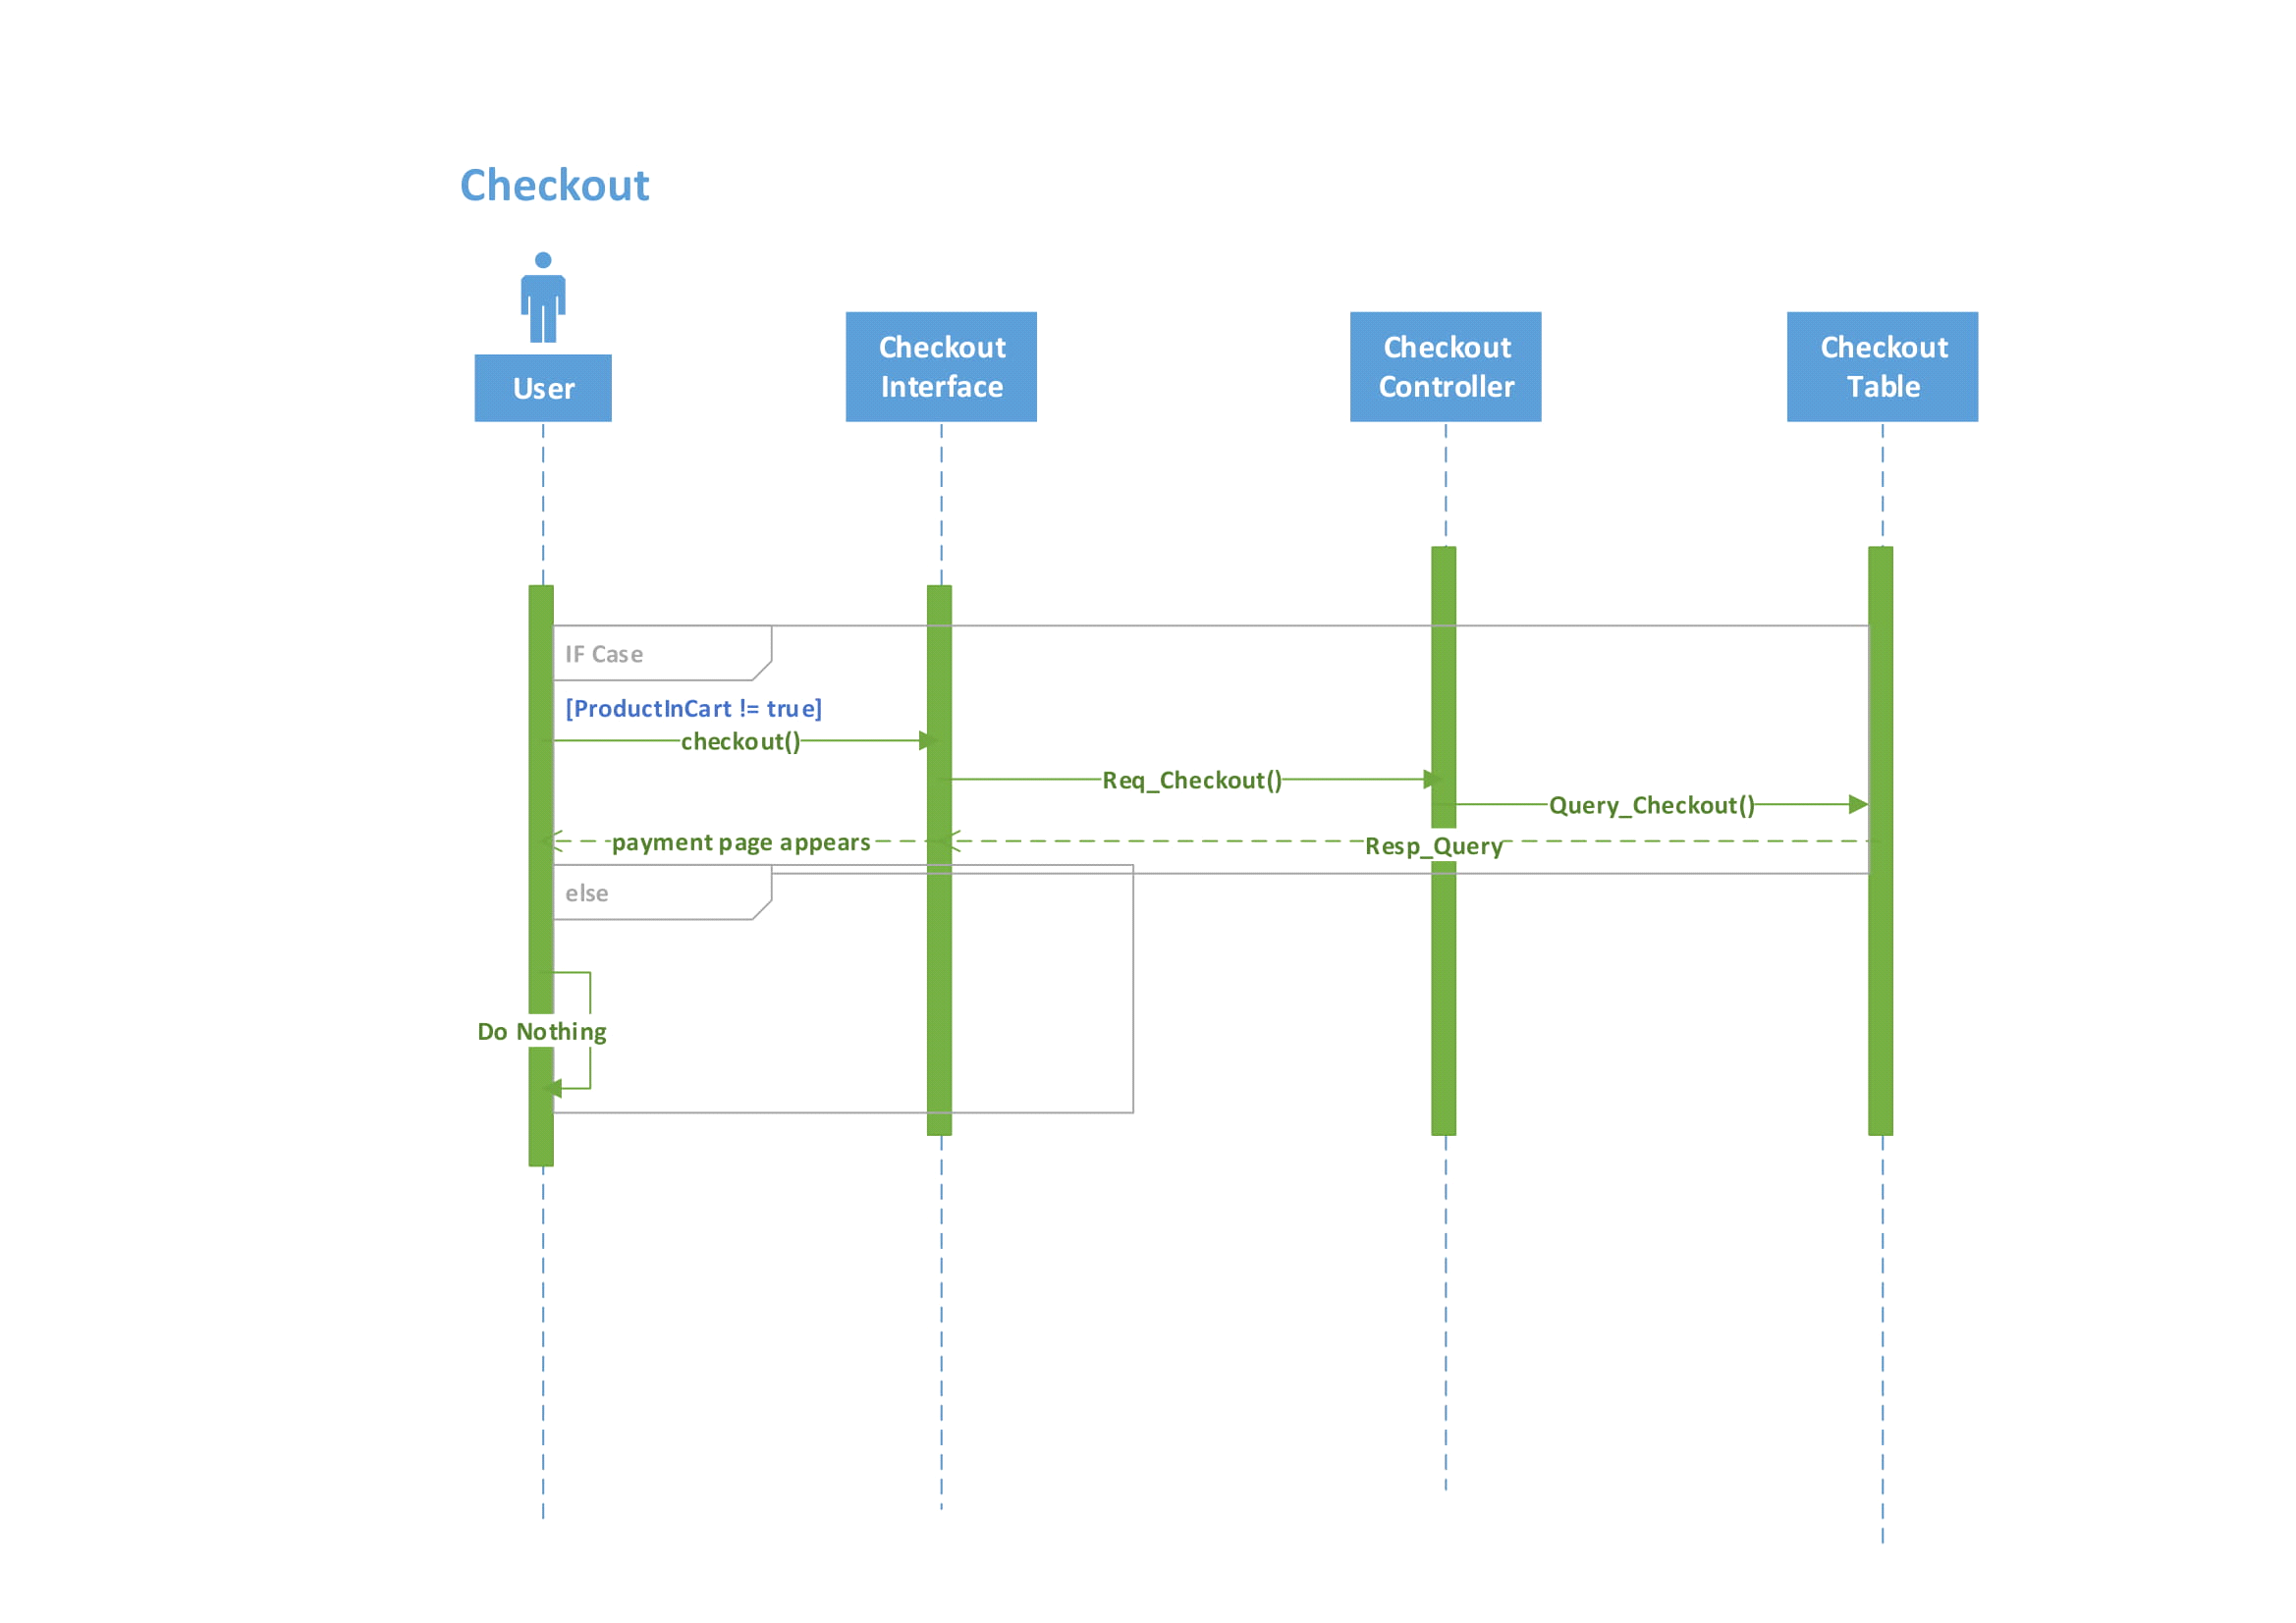 Checkout
User
Checkout
Interface
Checkout
Controller
Checkout
Table
IF Case
[ProductInCart != true]
checkout()
Req_Checkout()
Query_Checkout()
payment page appears
Resp_Query
else
Do Nothing